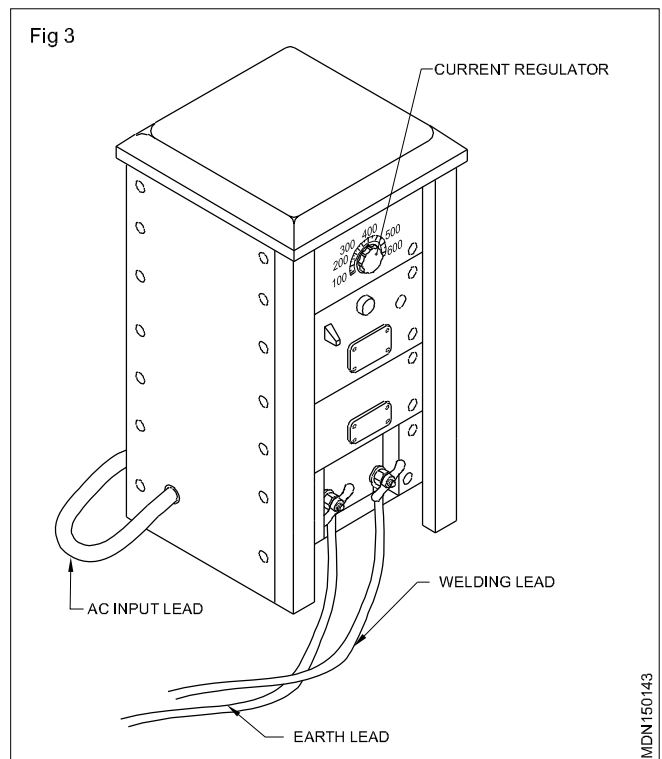 Fig 3
CURRENT REGULATOR
100 200 300 400 500 600
AC INPUT LEAD
WELDING LEAD
EARTH LEAD
MDN150143